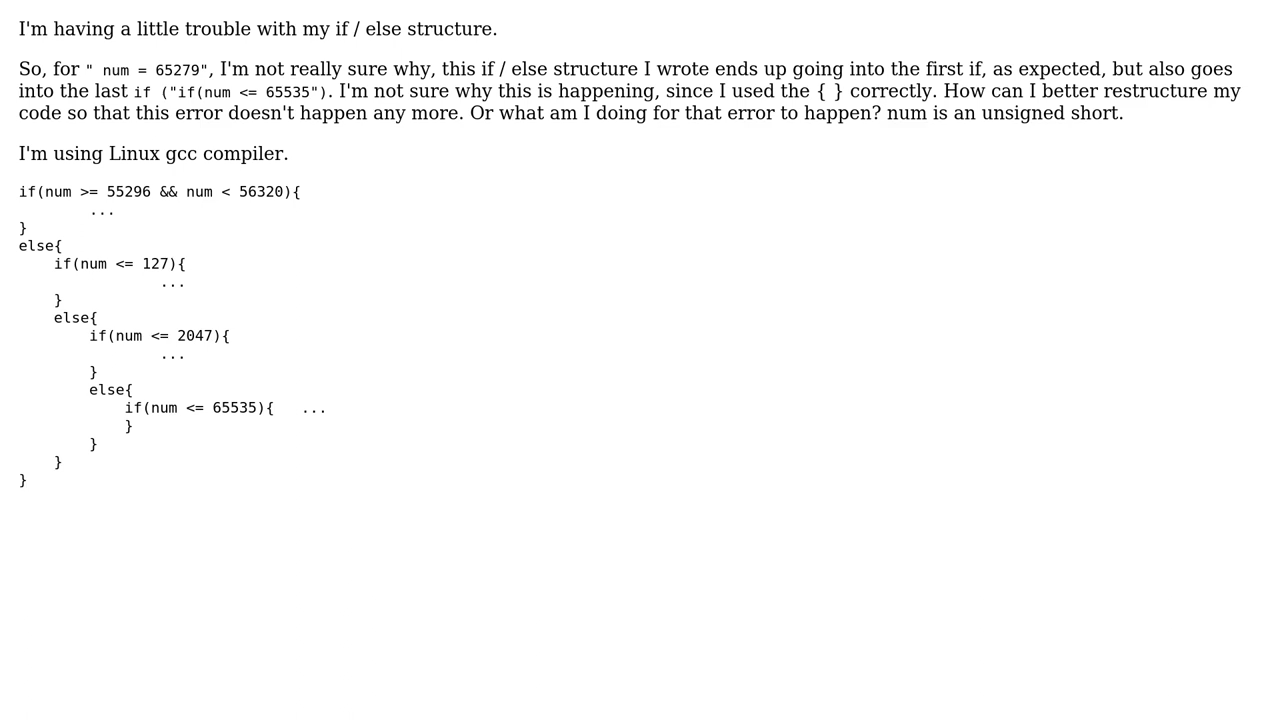 I'm having a little trouble with my if / else structure.
So, for " num = 65279", I'm not really sure why, this if / else structure I wrote ends up going into the first if, as expected, but also goes
into the last if ("if(num <= 65535"). I'm not sure why this is happening, since I used the { } correctly. How can I better restructure my
code so that this error doesn't happen any more. Or what am I doing for that error to happen? num is an unsigned short.
I'm using Linux gcc compiler.
if(num >= 55296 && num < 56320){
        ...
}
else{
    if(num <= 127){
                ...
    }
    else{
        if(num <= 2047){
                ...
        }
        else{
            if(num <= 65535){   ...
            }
        }
    }
}